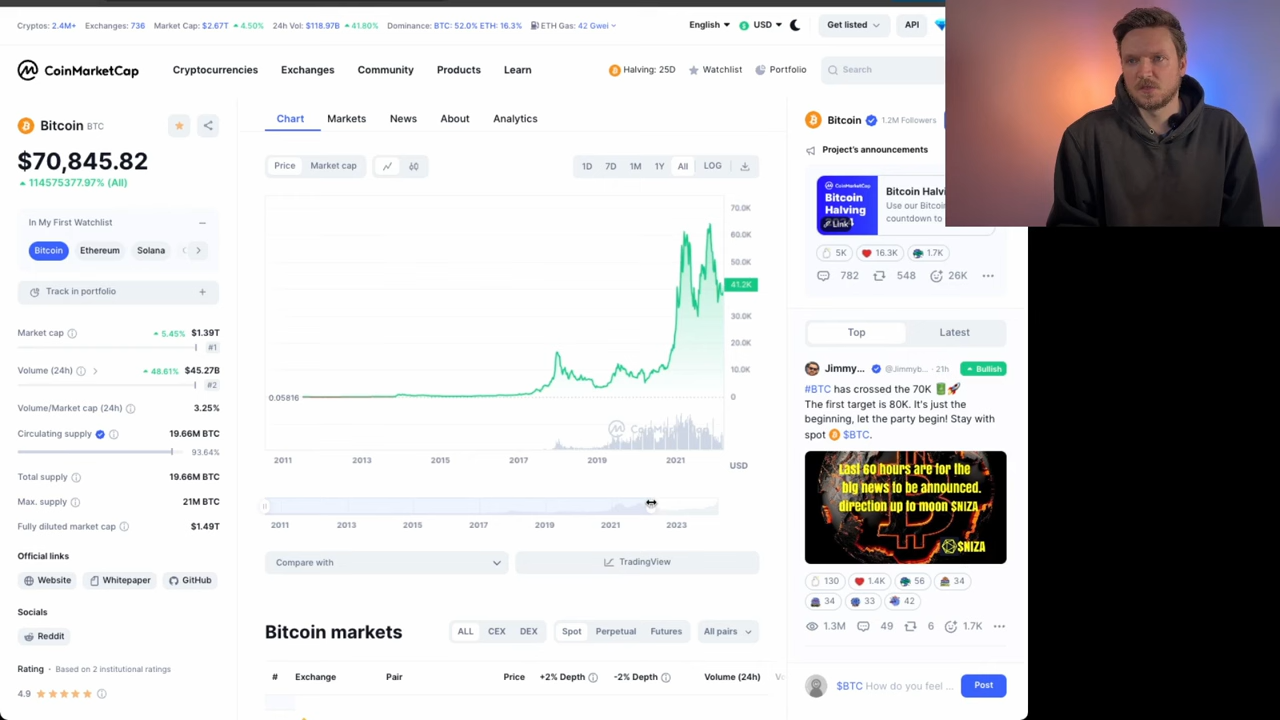 Cryptos: 2.4M+ Exchanges: 736 Market Cap: $2.67T 4.50% 24h Vol: $118.97B 41.80% Dominance: BTC: 52.0% ETH: 16.3% ETH Gas: 42 Gwei
English USD Get listed API
CoinMarketCap
Cryptocurrencies Exchanges Community Products Learn
Halving: 25D Watchlist Portfolio Search
Bitcoin BTC
$70,845.82
114575377.97% (All)
In My First Watchlist
Bitcoin Ethereum Solana
Track in portfolio +
Market cap 5.45% $1.39T
#1
Volume (24h) 48.61% $45.27B
#2
Volume/Market cap (24h) 3.25%
Circulating supply 19.66M BTC
93.64%
Total supply 19.66M BTC
Max. supply 21M BTC
Fully diluted market cap $1.49T
Official links
Website Whitepaper GitHub
Socials
Reddit
Rating · Based on 2 institutional ratings
4.9
Chart Markets News About Analytics
Price Market cap
1D 7D 1M 1Y All LOG
70.0K
60.0K
50.0K
41.2K
30.0K
20.0K
10.0K
0
0.05816
CoinMarketCap
2011 2013 2015 2017 2019 2021
USD
2011 2013 2015 2017 2019 2021 2023
Compare with
TradingView
Bitcoin markets
ALL CEX DEX Spot Perpetual Futures All pairs
# Exchange Pair Price +2% Depth -2% Depth Volume (24h)
Bitcoin 1.2M Followers
Project's announcements
CoinMarketCap
Bitcoin
Halving
Link
Use our Bitco
countdown to
5K 16.3K 1.7K
782 548 26K
Top Latest
Jimmy... @Jimmyb... · 21h Bullish
#BTC has crossed the 70K
The first target is 80K. It's just the
beginning, let the party begin! Stay with
spot $BTC.
Last 60 hours are for the
big news to be announced.
direction up to moon $NIZA
$NIZA
130 1.4K 56 34
34 33 42
1.3M 49 6 1.7K
$BTC How do you feel ...
Post